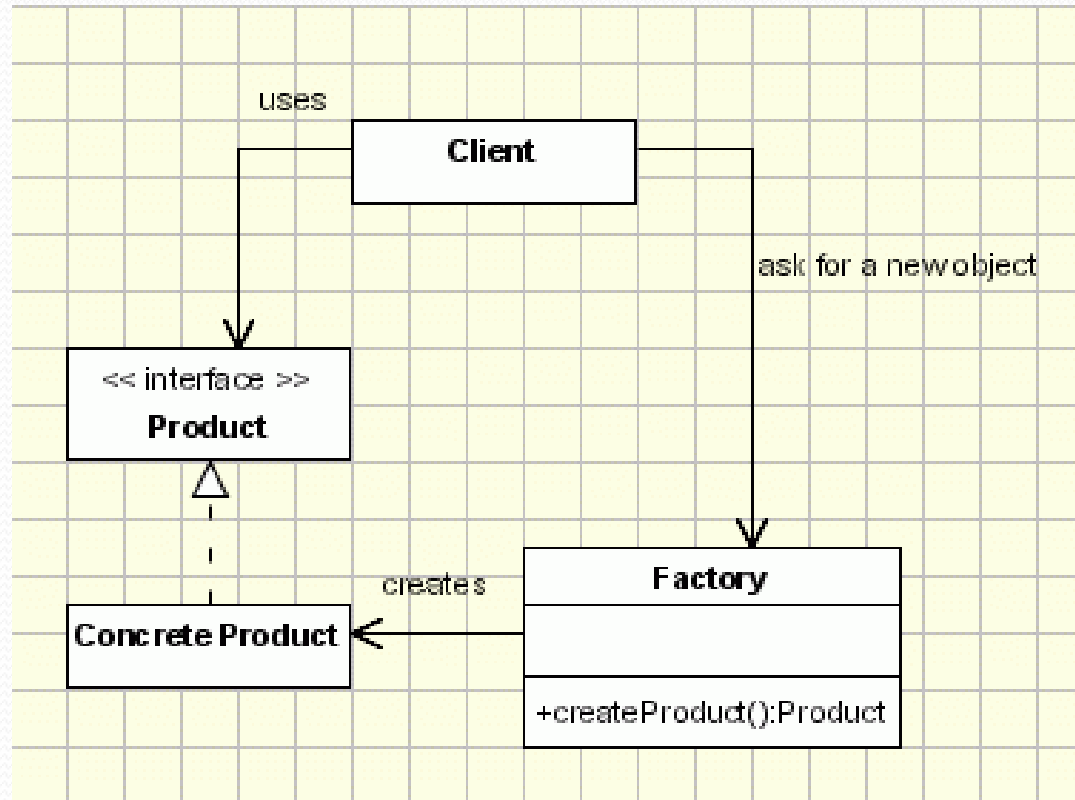 uses
Client
ask for a new object
<< interface >>
Product
creates
Factory
Concrete Product
+createProduct():Product